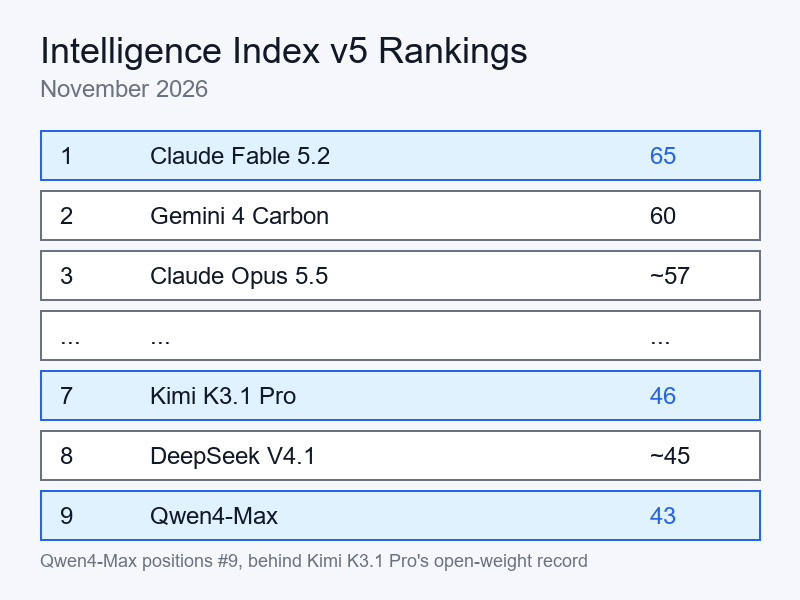 Intelligence Index v5 Rankings
November 2026
1 Claude Fable 5.2 65
2 Gemini 4 Carbon 60
3 Claude Opus 5.5 ~57
... ... ...
7 Kimi K3.1 Pro 46
8 DeepSeek V4.1 ~45
9 Qwen4-Max 43
Qwen4-Max positions #9, behind Kimi K3.1 Pro's open-weight record